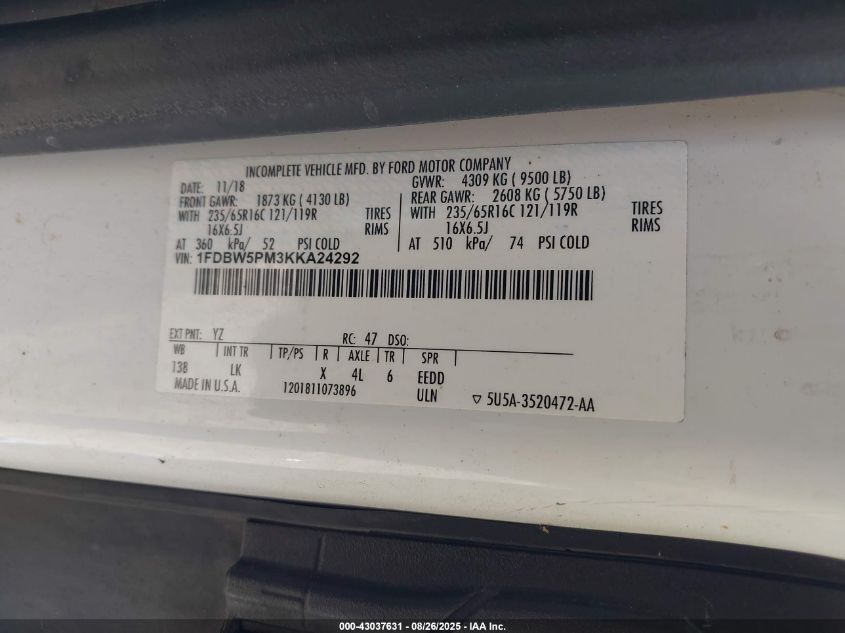 INCOMPLETE VEHICLE MFD. BY FORD MOTOR COMPANY
DATE: 11/18 GVWR: 4309 KG ( 9500 LB)
FRONT GAWR: 1873 KG ( 4130 LB) REAR GAWR: 2608 KG ( 5750 LB)
WITH 235/65R16C 121/119R TIRES WITH 235/65R16C 121/119R TIRES
16X6.5J RIMS 16X6.5J RIMS
AT 360 kPa/ 52 PSI COLD AT 510 kPa/ 74 PSI COLD
VIN: 1FDBW5PM3KKA24292
EXT PNT: YZ RC: 47 DSO:
WB INT TR TP/PS R AXLE TR SPR
138 LK X 4L 6 EEDD
MADE IN U.S.A. 1201811073896 ULN ▽ 5U5A-3520472-AA
000-43037631 - 08/26/2025 - IAA, Inc.